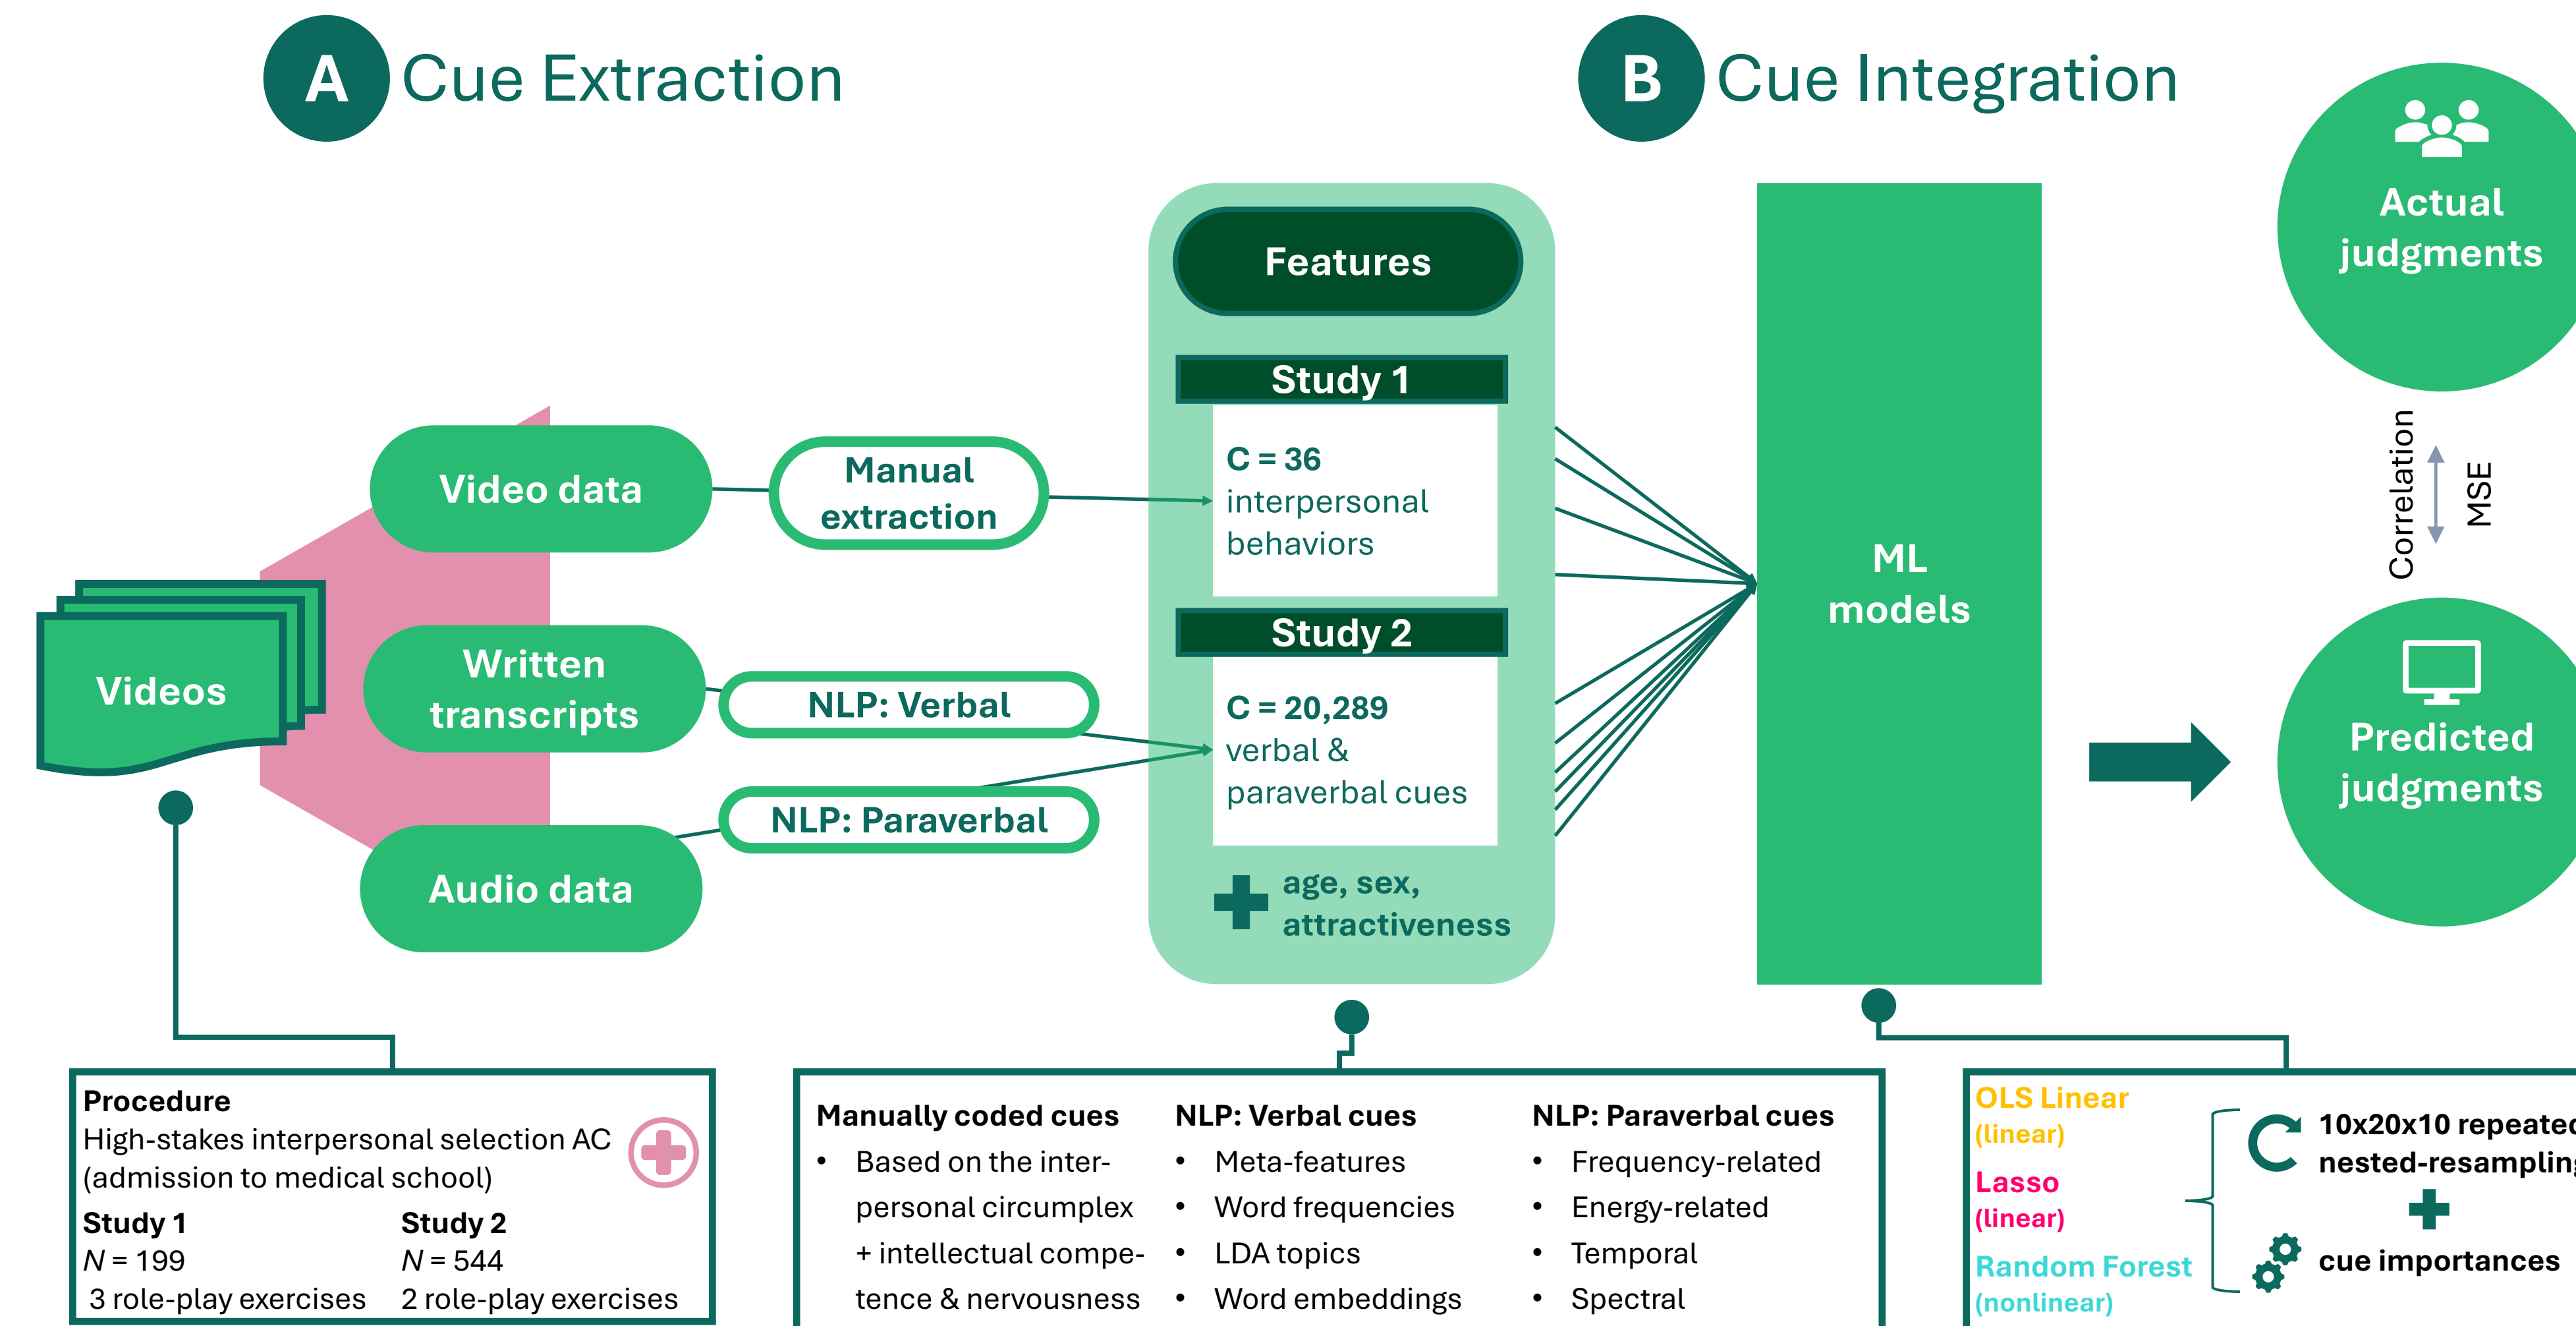 A Cue Extraction
B Cue Integration
Actual
judgments
Features
Study 1
C = 36
interpersonal
behaviors
Video data
Manual
extraction
Correlation
MSE
ML
models
Study 2
C = 20,289
verbal &
paraverbal cues
Videos
Written
transcripts
NLP: Verbal
NLP: Paraverbal
Audio data
Predicted
judgments
age, sex,
attractiveness
Procedure
High-stakes interpersonal selection AC
(admission to medical school)
Study 1
N = 199
3 role-play exercises
Study 2
N = 544
2 role-play exercises
Manually coded cues
• Based on the inter-
personal circumplex
+ intellectual compe-
tence & nervousness
NLP: Verbal cues
• Meta-features
• Word frequencies
• LDA topics
• Word embeddings
NLP: Paraverbal cues
• Frequency-related
• Energy-related
• Temporal
• Spectral
OLS Linear
(linear)
Lasso
(linear)
Random Forest
(nonlinear)
10x20x10 repeated
nested-resampling
cue importances